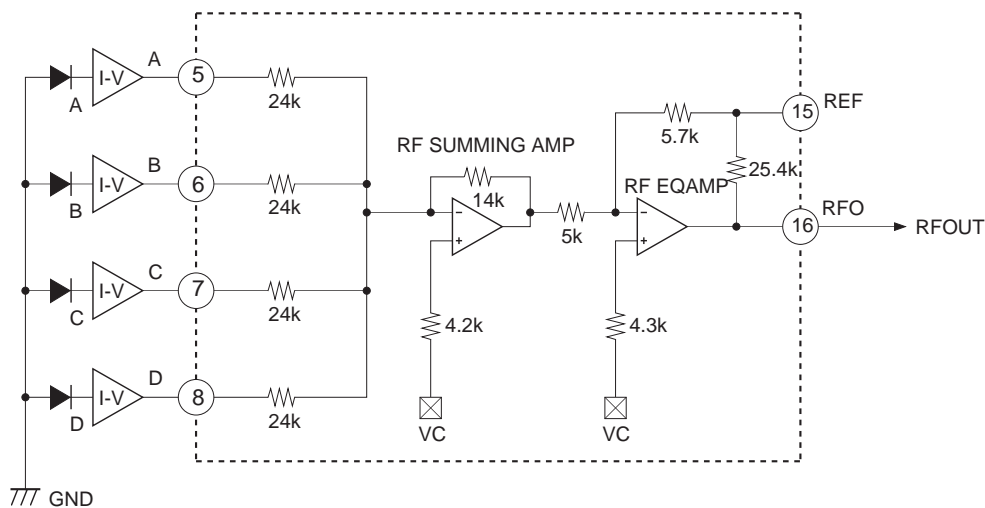 A
I-V
5
24k
A
B
I-V
6
24k
B
C
I-V
7
24k
C
D
I-V
8
24k
D
GND
RF SUMMING AMP
14k
4.2k
VC
5k
RF EQAMP
4.3k
VC
5.7k
25.4k
15
REF
16
RFO
RFOUT